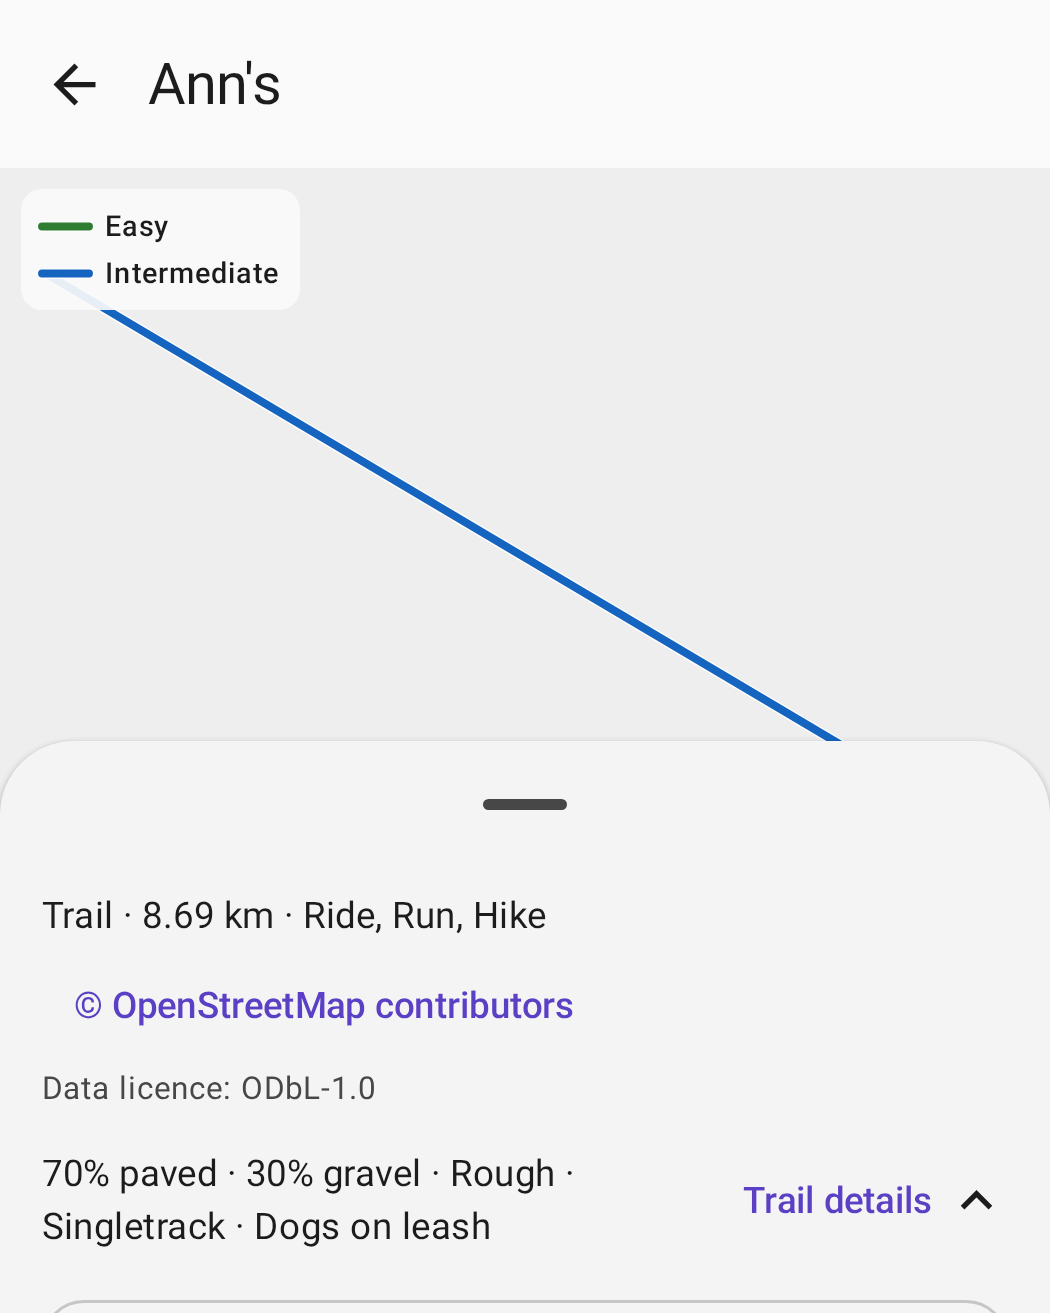 Ann's
Easy
Intermediate
Trail · 8.69 km · Ride, Run, Hike
© OpenStreetMap contributors
Data licence: ODbL-1.0
70% paved · 30% gravel · Rough ·
Singletrack · Dogs on leash
Trail details